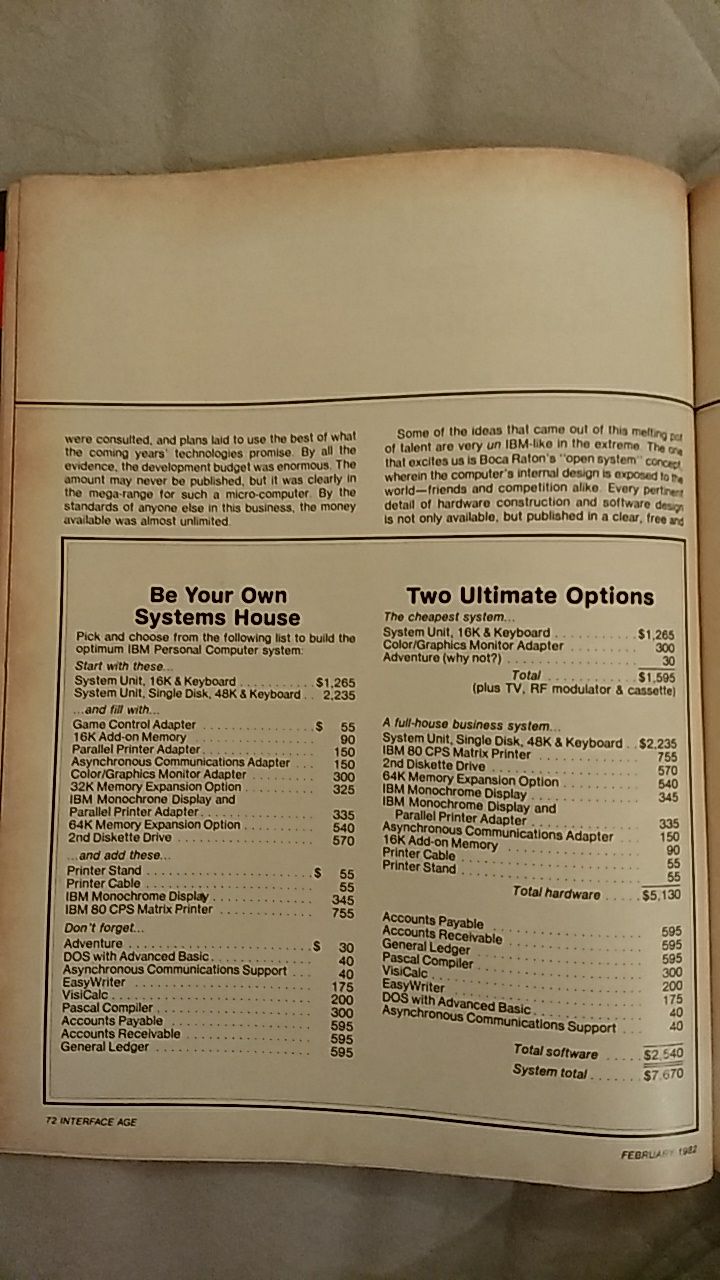 were consulted, and plans laid to use the best of what
the coming years' technologies promise. By all the
evidence, the development budget was enormous. The
amount may never be published, but it was clearly in
the mega-range for such a micro-computer. By the
standards of anyone else in this business, the money
available was almost unlimited.
Some of the ideas that came out of this melting pot
of talent are very un IBM-like in the extreme. The one
that excites us is Boca Raton's "open system" concept,
wherein the computer's internal design is exposed to the
world—friends and competition alike. Every pertinent
detail of hardware construction and software design
is not only available, but published in a clear, free and
Be Your Own
Systems House
Pick and choose from the following list to build the
optimum IBM Personal Computer system:
Start with these...
System Unit, 16K & Keyboard . . . . . . . . . . $1,265
System Unit, Single Disk, 48K & Keyboard . . 2,235
...and fill with...
Game Control Adapter . . . . . . . . . . $ 55
16K Add-on Memory . . . . . . . . . . 90
Parallel Printer Adapter . . . . . . . . . . 150
Asynchronous Communications Adapter . . . 150
Color/Graphics Monitor Adapter . . . . . . . . 300
32K Memory Expansion Option . . . . . . . . 325
IBM Monochrone Display and
Parallel Printer Adapter . . . . . . . . . . 335
64K Memory Expansion Option . . . . . . . . 540
2nd Diskette Drive . . . . . . . . . . 570
...and add these...
Printer Stand . . . . . . . . . . $ 55
Printer Cable . . . . . . . . . . 55
IBM Monochrome Display . . . . . . . . . . 345
IBM 80 CPS Matrix Printer . . . . . . . . . . 755
Don't forget...
Adventure . . . . . . . . . . $ 30
DOS with Advanced Basic . . . . . . . . . . 40
Asynchronous Communications Support . . . 40
EasyWriter . . . . . . . . . . 175
VisiCalc . . . . . . . . . . 200
Pascal Compiler . . . . . . . . . . 300
Accounts Payable . . . . . . . . . . 595
Accounts Receivable . . . . . . . . . . 595
General Ledger . . . . . . . . . . 595
Two Ultimate Options
The cheapest system...
System Unit, 16K & Keyboard . . . . . . . . . . $1,265
Color/Graphics Monitor Adapter . . . . . . . . 300
Adventure (why not?) . . . . . . . . . . 30
Total . . . . . . . . . . $1,595
(plus TV, RF modulator & cassette)
A full-house business system...
System Unit, Single Disk, 48K & Keyboard . . $2,235
IBM 80 CPS Matrix Printer . . . . . . . . . . 755
2nd Diskette Drive . . . . . . . . . . 570
64K Memory Expansion Option . . . . . . . . 540
IBM Monochrome Display . . . . . . . . . . 345
IBM Monochrome Display and
Parallel Printer Adapter . . . . . . . . . . 335
Asynchronous Communications Adapter . . . 150
16K Add-on Memory . . . . . . . . . . 90
Printer Cable . . . . . . . . . . 55
Printer Stand . . . . . . . . . . 55
Total hardware . . . . . $5,130
Accounts Payable . . . . . . . . . . 595
Accounts Receivable . . . . . . . . . . 595
General Ledger . . . . . . . . . . 595
Pascal Compiler . . . . . . . . . . 300
VisiCalc . . . . . . . . . . 200
EasyWriter . . . . . . . . . . 175
DOS with Advanced Basic . . . . . . . . . . 40
Asynchronous Communications Support . . . 40
Total software . . . . . $2,540
System total . . . . . . . $7,670
72 INTERFACE AGE
FEBRUARY 1982